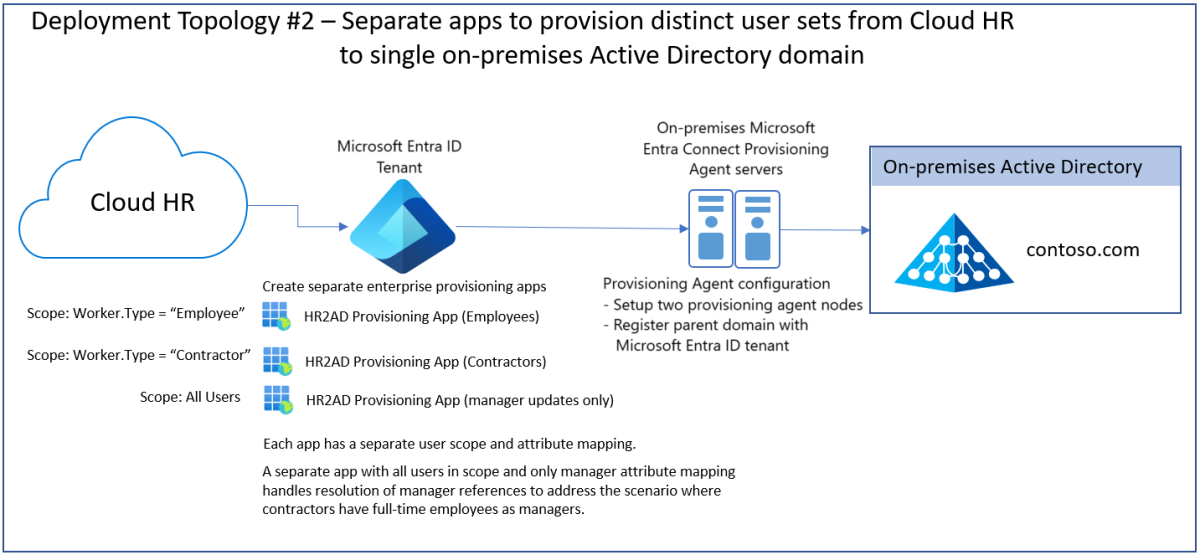 Deployment Topology #2 – Separate apps to provision distinct user sets from Cloud HR
to single on-premises Active Directory domain
Cloud HR
Microsoft Entra ID
Tenant
On-premises Microsoft
Entra Connect Provisioning
Agent servers
On-premises Active Directory
contoso.com
Create separate enterprise provisioning apps
Scope: Worker.Type = “Employee”
HR2AD Provisioning App (Employees)
Scope: Worker.Type = “Contractor”
HR2AD Provisioning App (Contractors)
Scope: All Users
HR2AD Provisioning App (manager updates only)
Each app has a separate user scope and attribute mapping.
A separate app with all users in scope and only manager attribute mapping
handles resolution of manager references to address the scenario where
contractors have full-time employees as managers.
Provisioning Agent configuration
- Setup two provisioning agent nodes
- Register parent domain with
Microsoft Entra ID tenant